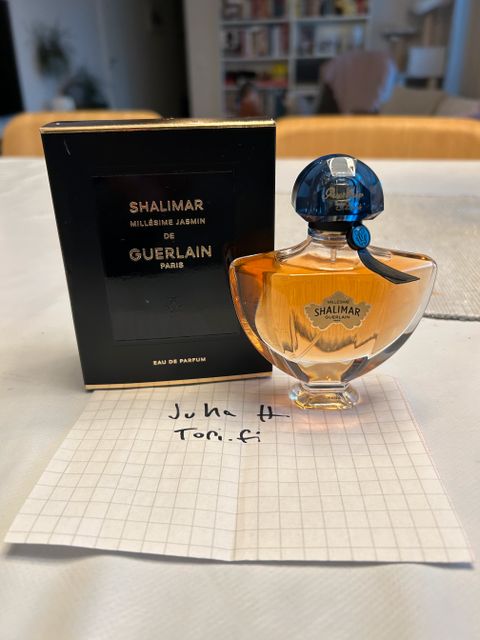 SHALIMAR
MILLÉSIME JASMIN
DE
GUERLAIN
PARIS
EAU DE PARFUM
MILLÉSIME
SHALIMAR
GUERLAIN
Juha H
Tori.fi